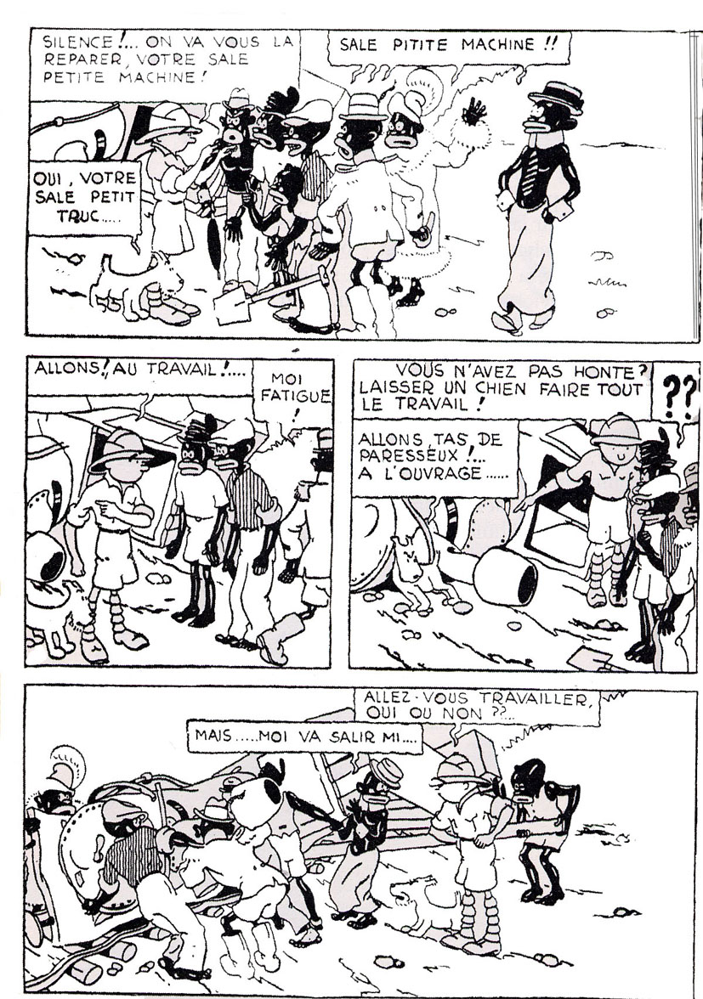 SILENCE!... ON VA VOUS LA
REPARER, VOTRE SALE
PETITE MACHINE!
SALE PITITE MACHINE!!
OUI, VOTRE
SALE PETIT
TRUC.....
ALLONS! AU TRAVAIL!....
MOI
FATIGUÉ
!
VOUS N'AVEZ PAS HONTE?
LAISSER UN CHIEN FAIRE TOUT
LE TRAVAIL!
??
ALLONS, TAS DE
PARESSEUX!...
A L'OUVRAGE......
ALLEZ-VOUS TRAVAILLER,
OUI OU NON??...
MAIS.....MOI VA SALIR MI....